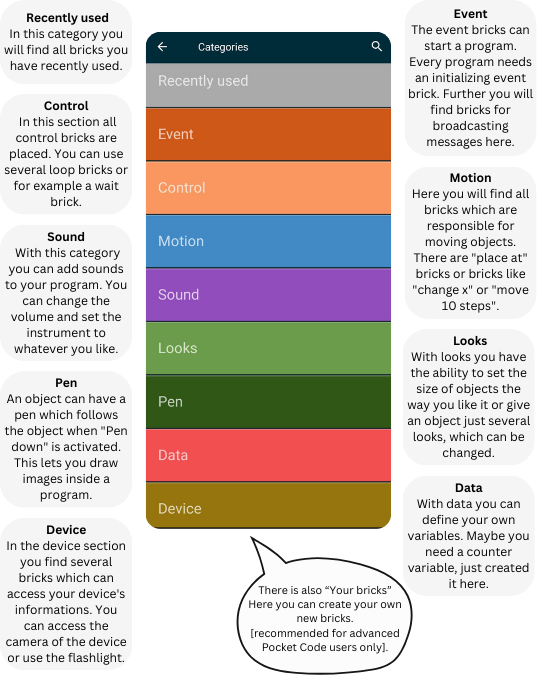 Recently used
In this category you
will find all bricks you
have recently used.
Control
In this section all
control bricks are
placed. You can use
several loop bricks or
for example a wait
brick.
Sound
With this category
you can add sounds
to your program. You
can change the
volume and set the
instrument to
whatever you like.
Pen
An object can have a
pen which follows
the object when "Pen
down" is activated.
This lets you draw
images inside a
program.
Device
In the device section
you find several
bricks which can
access your device's
informations. You
can access the
camera of the device
or use the flashlight.
Categories
Recently used
Event
Control
Motion
Sound
Looks
Pen
Data
Device
There is also “Your bricks”
Here you can create your own
new bricks.
[recommended for advanced
Pocket Code users only].
Event
The event bricks can
start a program.
Every program needs
an initializing event
brick. Further you will
find bricks for
broadcasting
messages here.
Motion
Here you will find all
bricks which are
responsible for
moving objects.
There are "place at"
bricks or bricks like
"change x" or "move
10 steps".
Looks
With looks you have
the ability to set the
size of objects the
way you like it or give
an object just several
looks, which can be
changed.
Data
With data you can
define your own
variables. Maybe you
need a counter
variable, just created
it here.